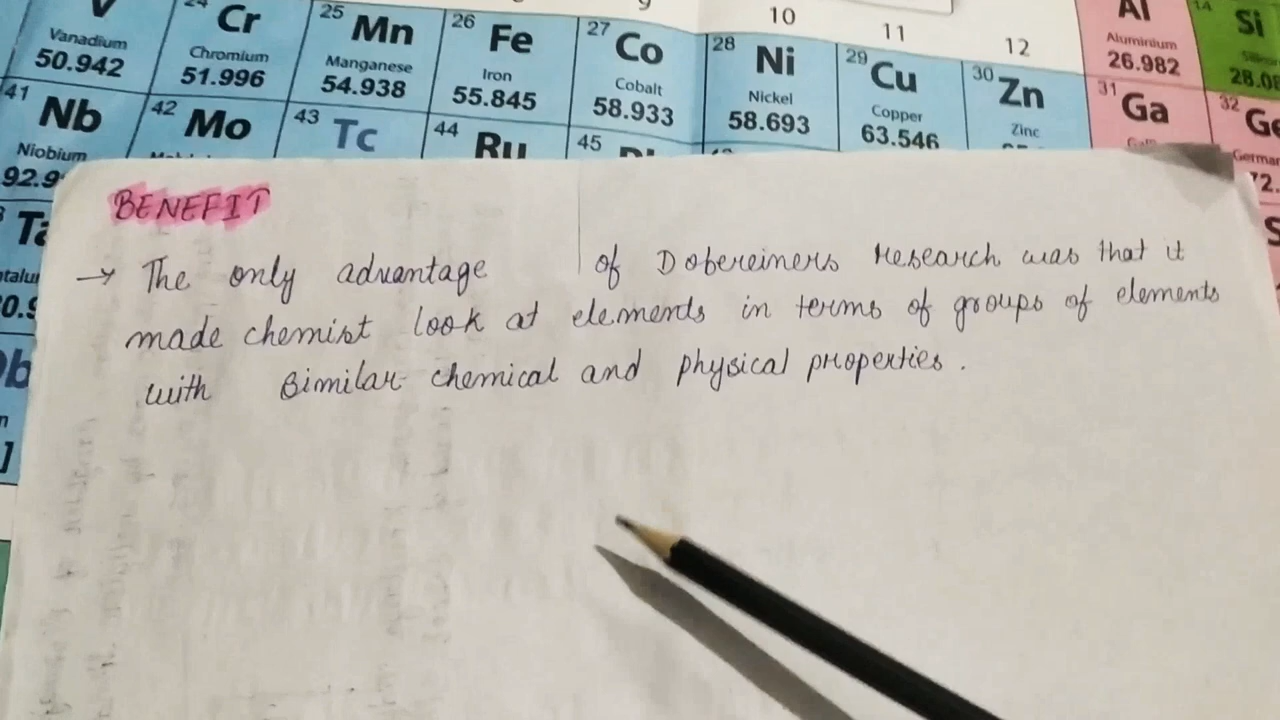 9
10
11
12
V
Vanadium
50.942
24
Cr
Chromium
51.996
25
Mn
Manganese
54.938
26
Fe
Iron
55.845
27
Co
Cobalt
58.933
28
Ni
Nickel
58.693
29
Cu
Copper
63.546
30
Zn
Zinc
Al
Aluminium
26.982
14
Si
41
Nb
Niobium
42
Mo
43
Tc
44
Ru
45
31
Ga
32
BENEFIT
→ The only advantage of Dobereiners research was that it
made chemist look at elements in terms of groups of elements
with similar chemical and physical properties.